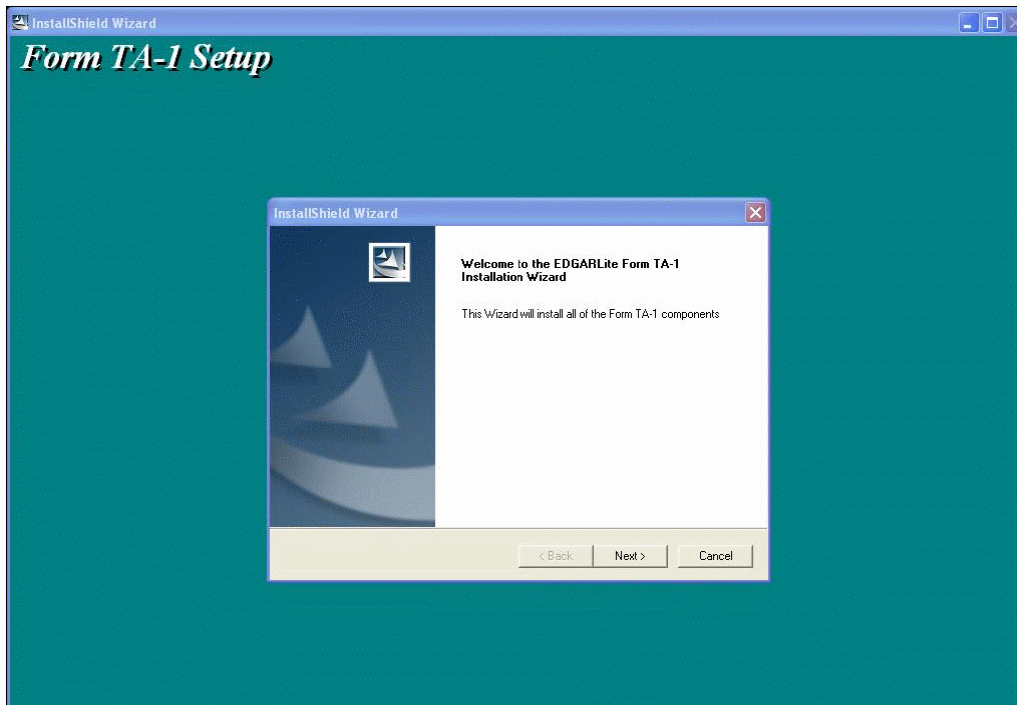 InstallShield Wizard
Form TA-1 Setup
InstallShield Wizard
Welcome to the EDGARLite Form TA-1
Installation Wizard
This Wizard will install all of the Form TA-1 components
< Back Next > Cancel